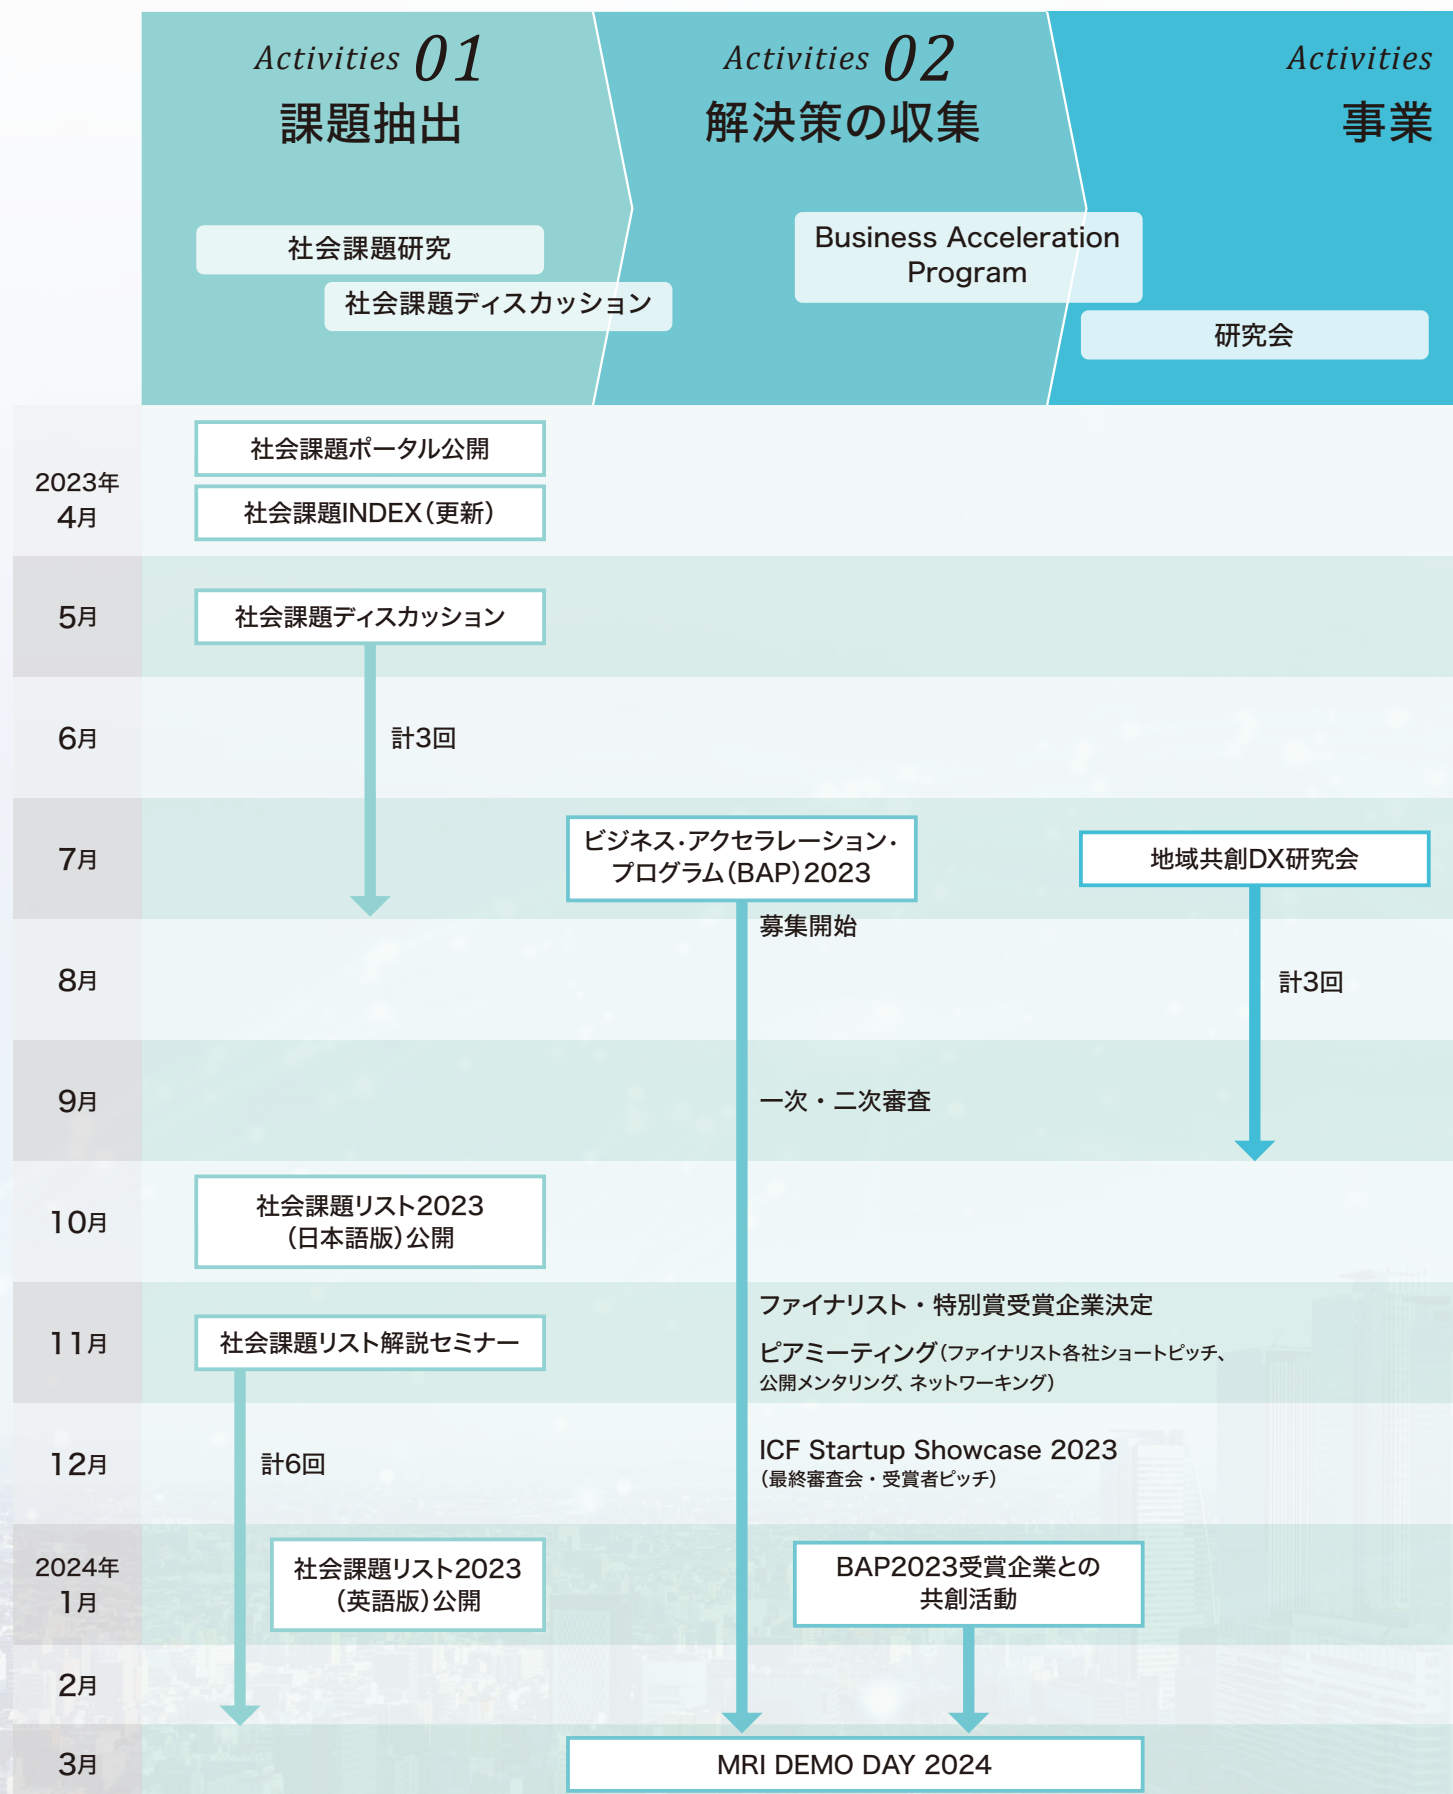 Activities 01
課題抽出
Activities 02
解決策の収集
Activities
事業
社会課題研究
社会課題ディスカッション
Business Acceleration
Program
研究会
2023年
4月
社会課題ポータル公開
社会課題INDEX（更新）
5月
社会課題ディスカッション
6月
計3回
7月
ビジネス・アクセラレーション・
プログラム（BAP）2023
地域共創DX研究会
募集開始
8月
計3回
9月
一次・二次審査
10月
社会課題リスト2023
（日本語版）公開
11月
社会課題リスト解説セミナー
ファイナリスト・特別賞受賞企業決定
ピアミーティング（ファイナリスト各社ショートピッチ、
公開メンタリング、ネットワーキング）
12月
計6回
ICF Startup Showcase 2023
（最終審査会・受賞者ピッチ）
2024年
1月
社会課題リスト2023
（英語版）公開
BAP2023受賞企業との
共創活動
2月
3月
MRI DEMO DAY 2024